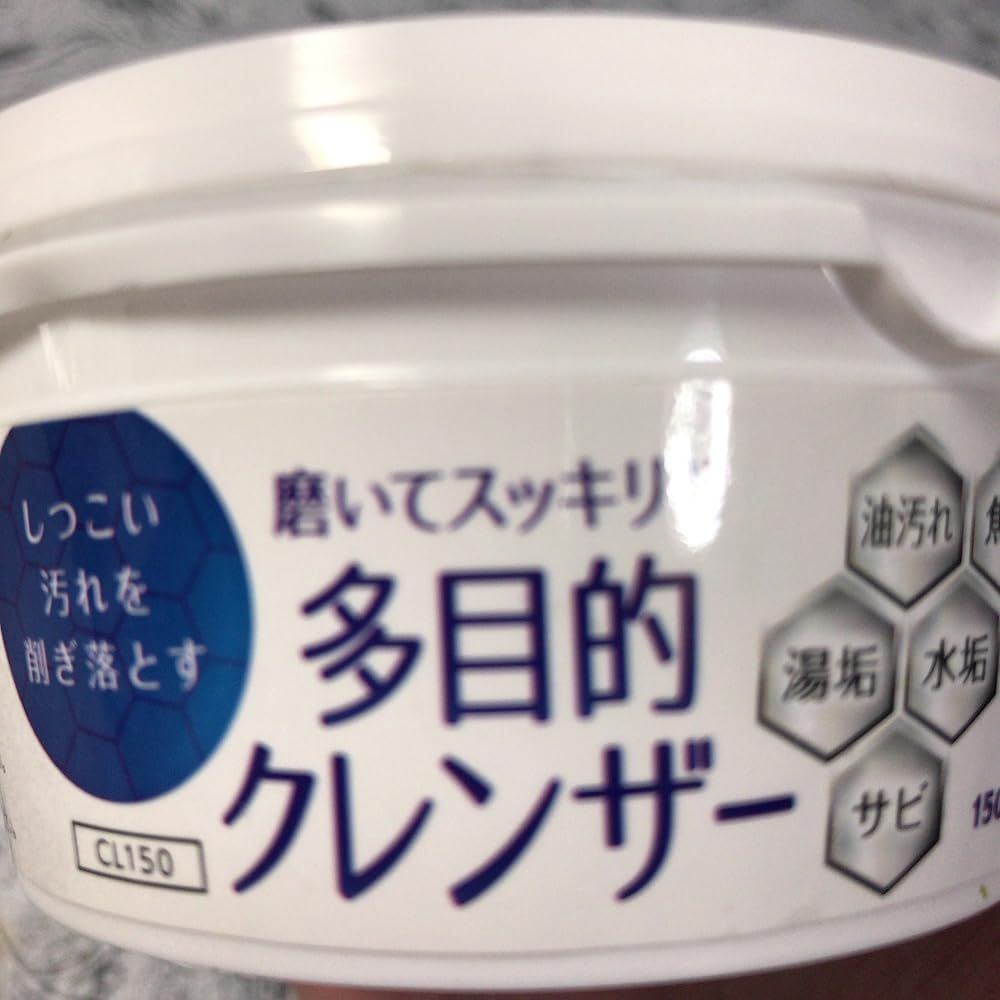 しつこい
汚れを
削ぎ落とす
磨いてスッキリ
多目的
クレンザー
CL150
油汚れ
湯垢
水垢
サビ